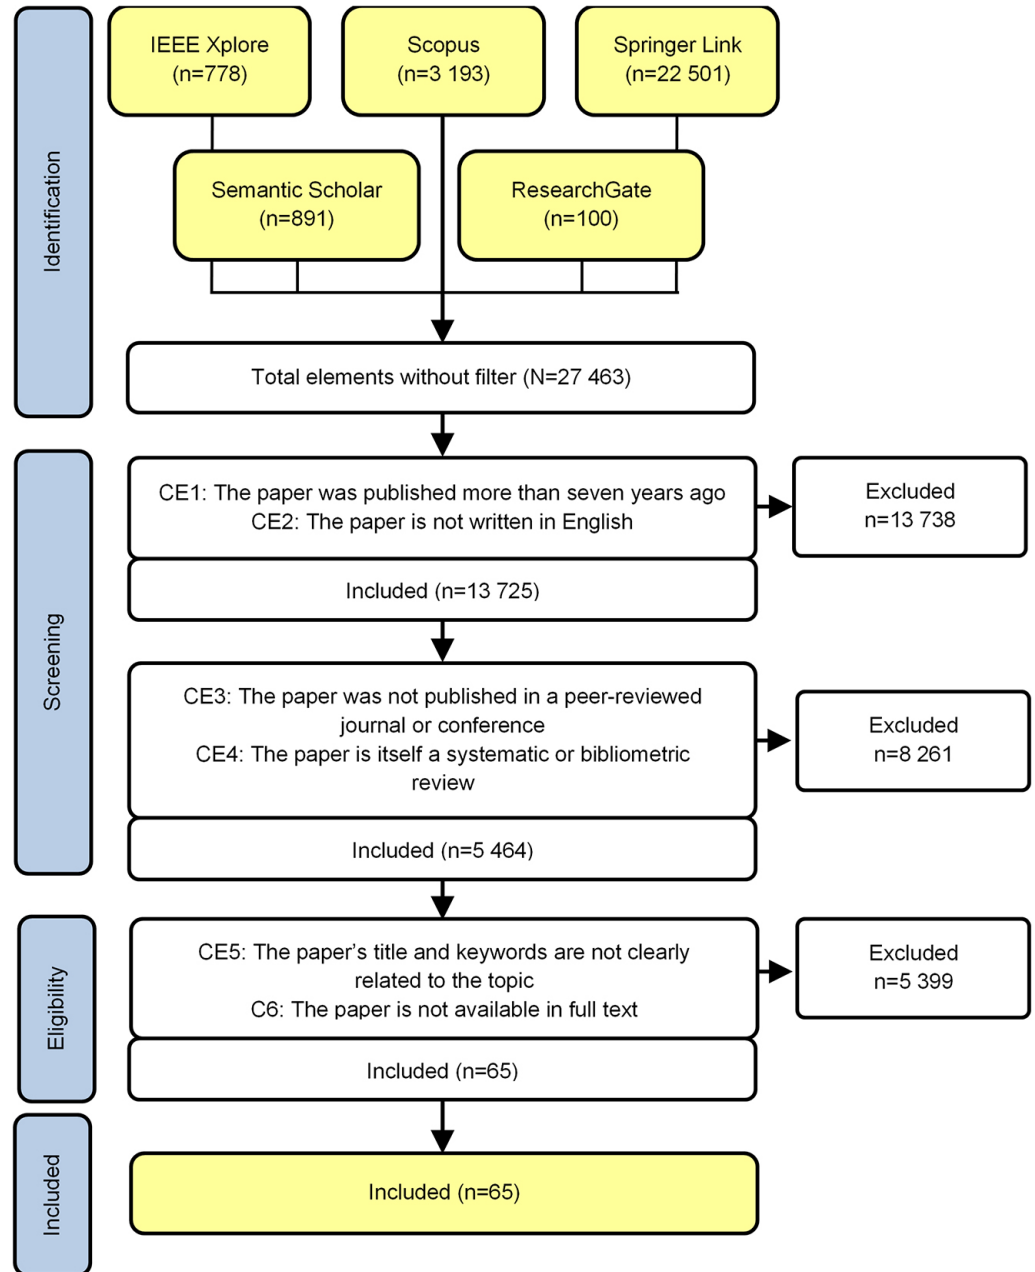 Identification
IEEE Xplore
(n=778)
Scopus
(n=3 193)
Springer Link
(n=22 501)
Semantic Scholar
(n=891)
ResearchGate
(n=100)
Total elements without filter (N=27 463)
Screening
CE1: The paper was published more than seven years ago
CE2: The paper is not written in English
Excluded
n=13 738
Included (n=13 725)
CE3: The paper was not published in a peer-reviewed
journal or conference
CE4: The paper is itself a systematic or bibliometric
review
Excluded
n=8 261
Included (n=5 464)
Eligibility
CE5: The paper’s title and keywords are not clearly
related to the topic
C6: The paper is not available in full text
Excluded
n=5 399
Included (n=65)
Included
Included (n=65)